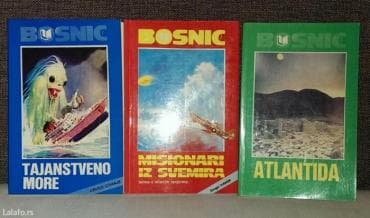 BOSNIC
TAJANSTVENO
MORE
BOSNIC
MISIONARI
IZ SVEMIRA
BOSNIC
ATLANTIDA
Lalafo.rs